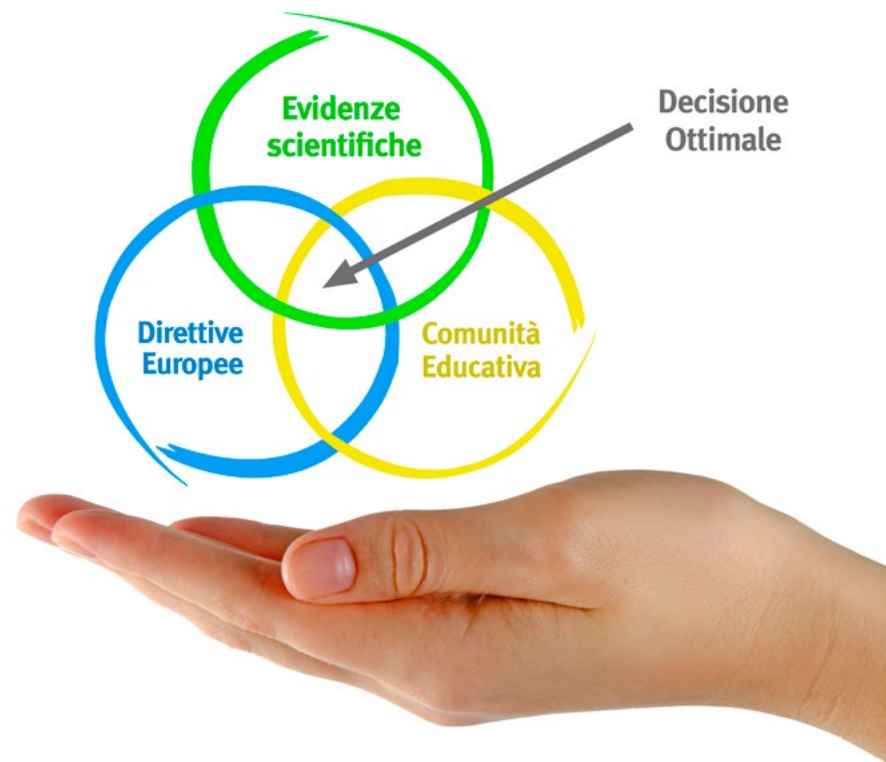 Evidenze
scientifiche
Decisione
Ottimale
Direttive
Europee
Comunità
Educativa